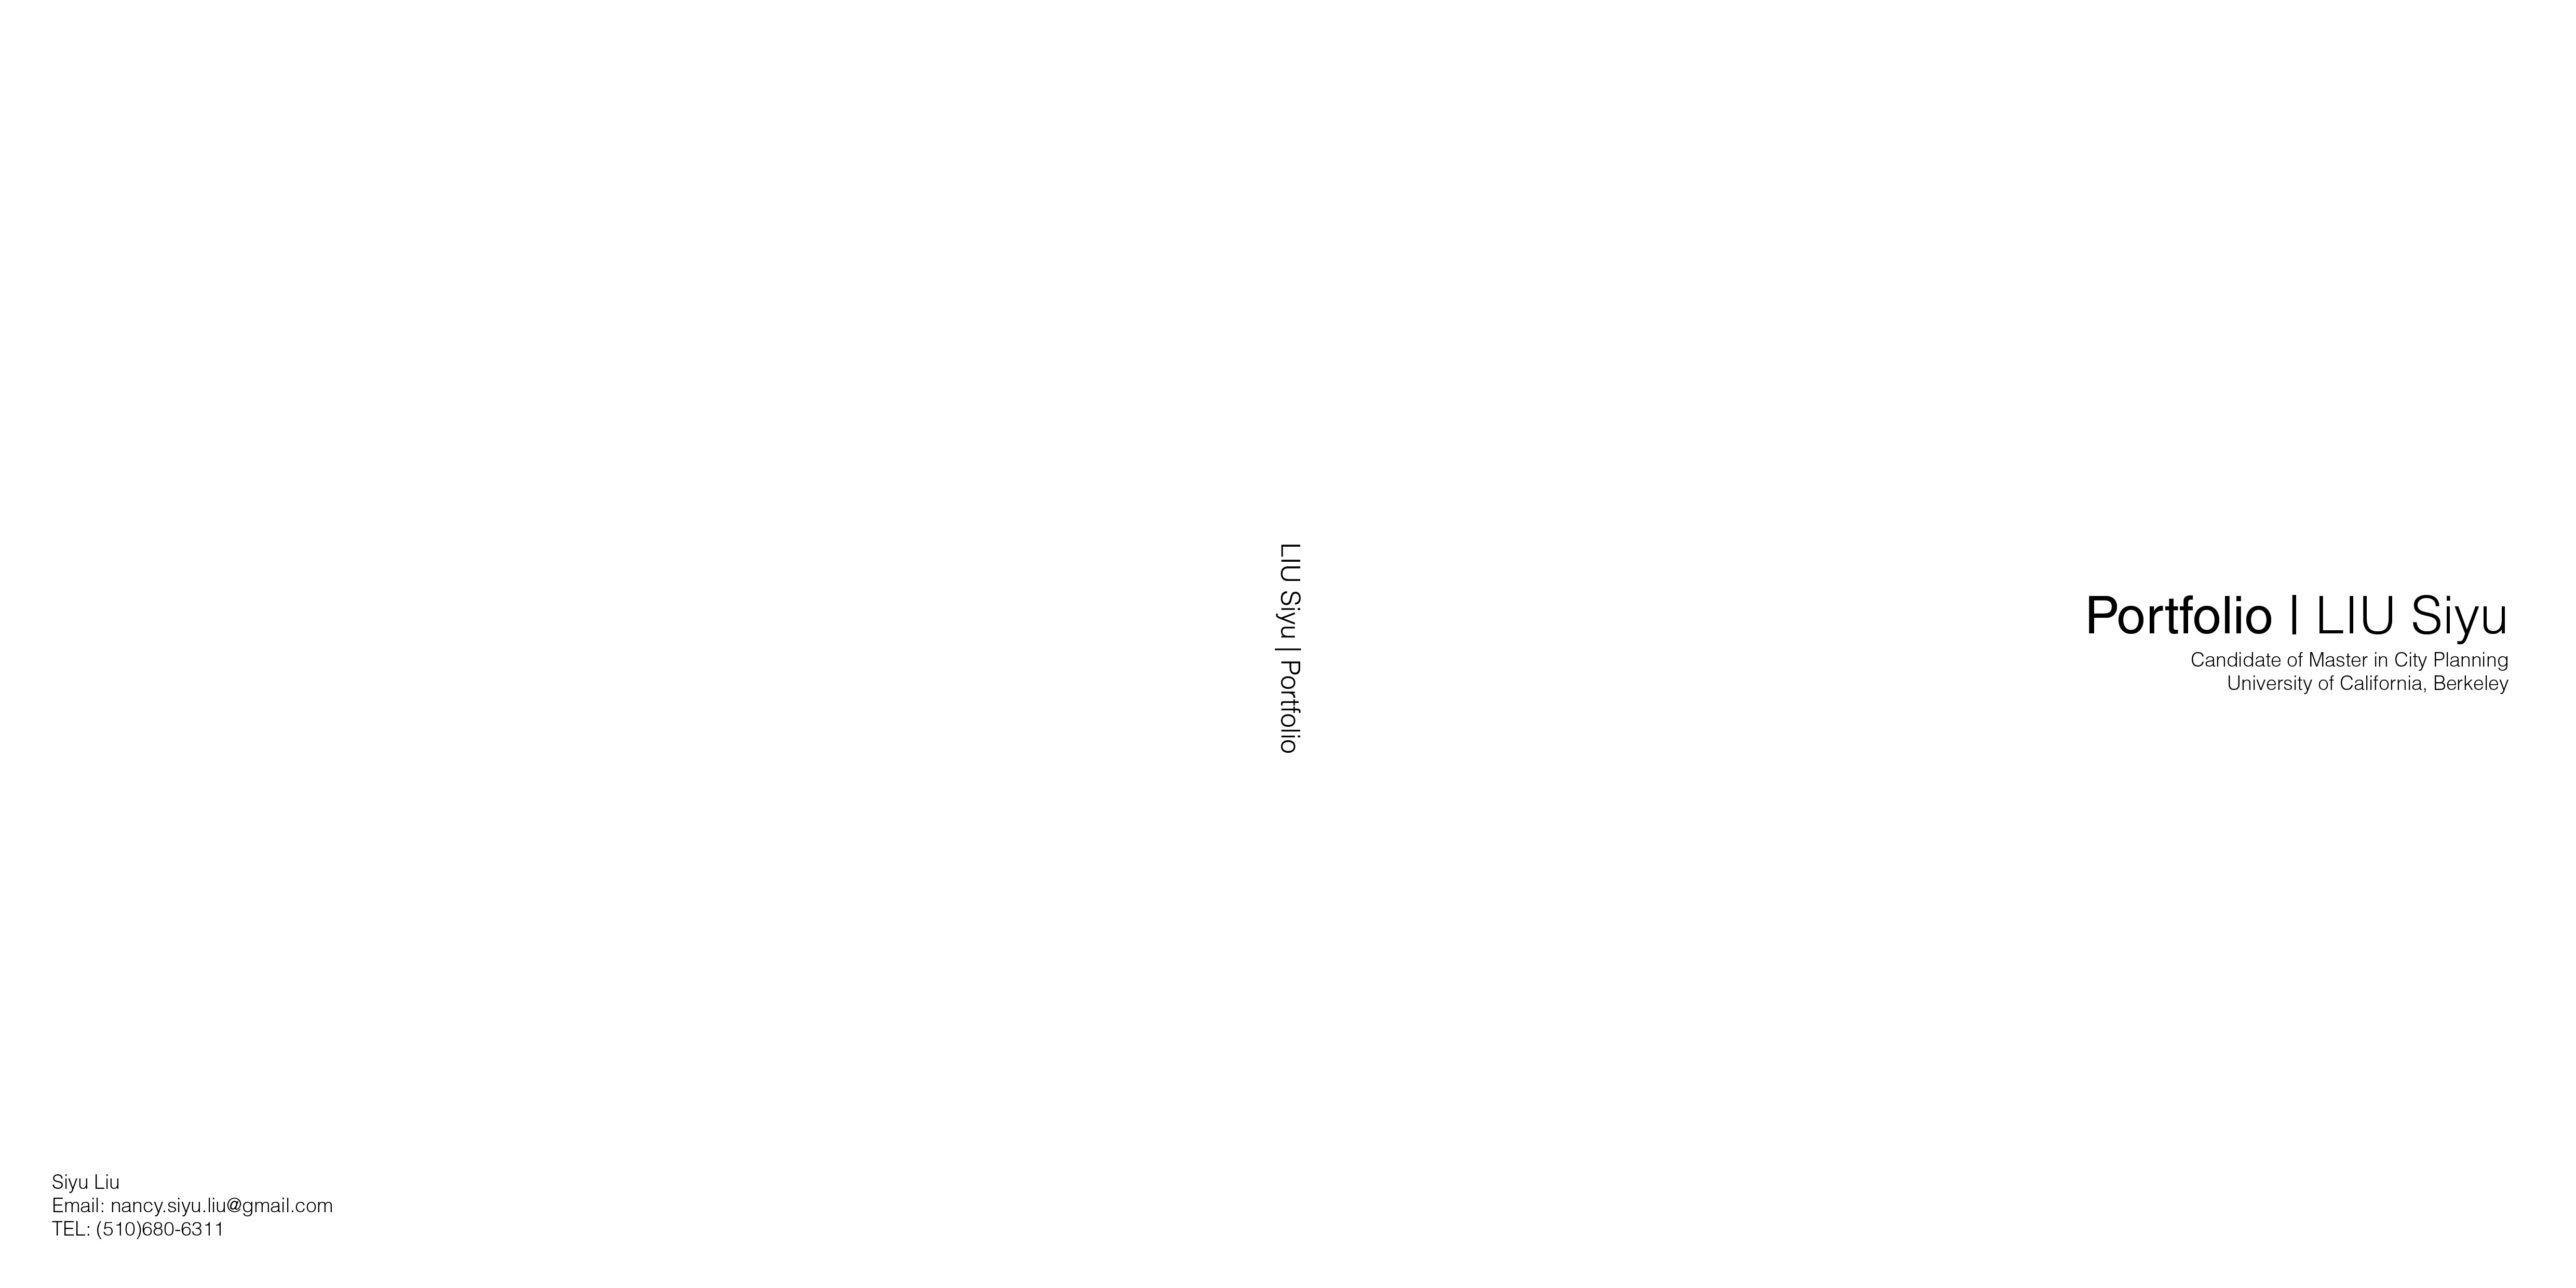 LIU Siyu | Portfolio
Portfolio | LIU Siyu
Candidate of Master in City Planning
University of California, Berkeley
Siyu Liu
Email: nancy.siyu.liu@gmail.com
TEL: (510)680-6311